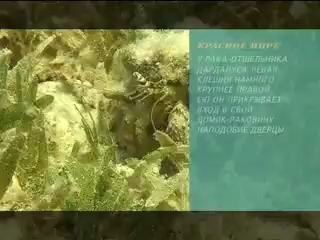 КРАСНОЕ МОРЕ
У РАКА-ОТШЕЛЬНИКА
ДАРДАНУСА ЛЕВАЯ
КЛЕШНЯ НАМНОГО
КРУПНЕЕ ПРАВОЙ.
ЕЮ ОН ПРИКРЫВАЕТ
ВХОД В СВОЙ
ДОМИК-РАКОВИНУ
НАПОДОБИЕ ДВЕРЦЫ